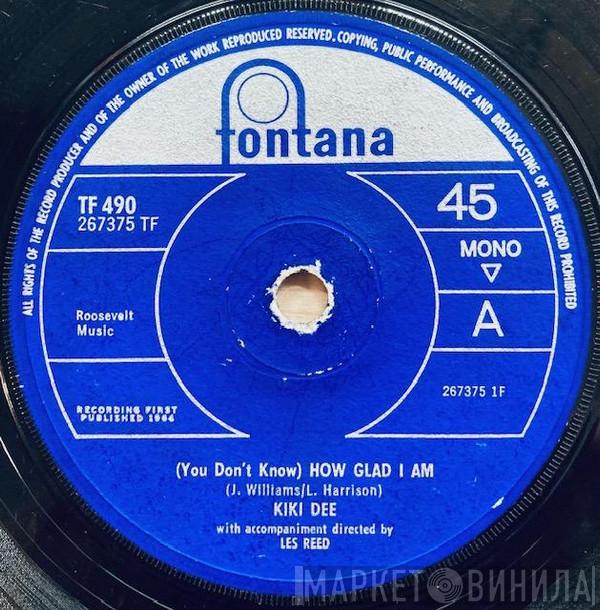 ALL RIGHTS OF THE RECORD PRODUCER AND OF THE OWNER OF THE WORK REPRODUCED RESERVED. COPYING, PUBLIC PERFORMANCE AND BROADCASTING OF THIS RECORD PROHIBITED
fontana
TF 490
267375 TF
45
MONO
A
Roosevelt
Music
267375 1F
RECORDING FIRST
PUBLISHED 1964
(You Don't Know) HOW GLAD I AM
(J. Williams/L. Harrison)
KIKI DEE
with accompaniment directed by
LES REED
МАРКЕТ ВИНИЛА